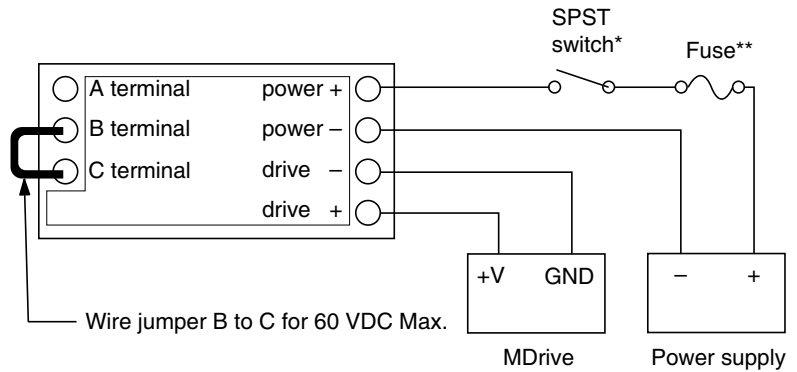 SPST
switch*
Fuse**
A terminal power +
B terminal power –
C terminal drive –
drive +
+V GND
– +
Wire jumper B to C for 60 VDC Max.
MDrive Power supply